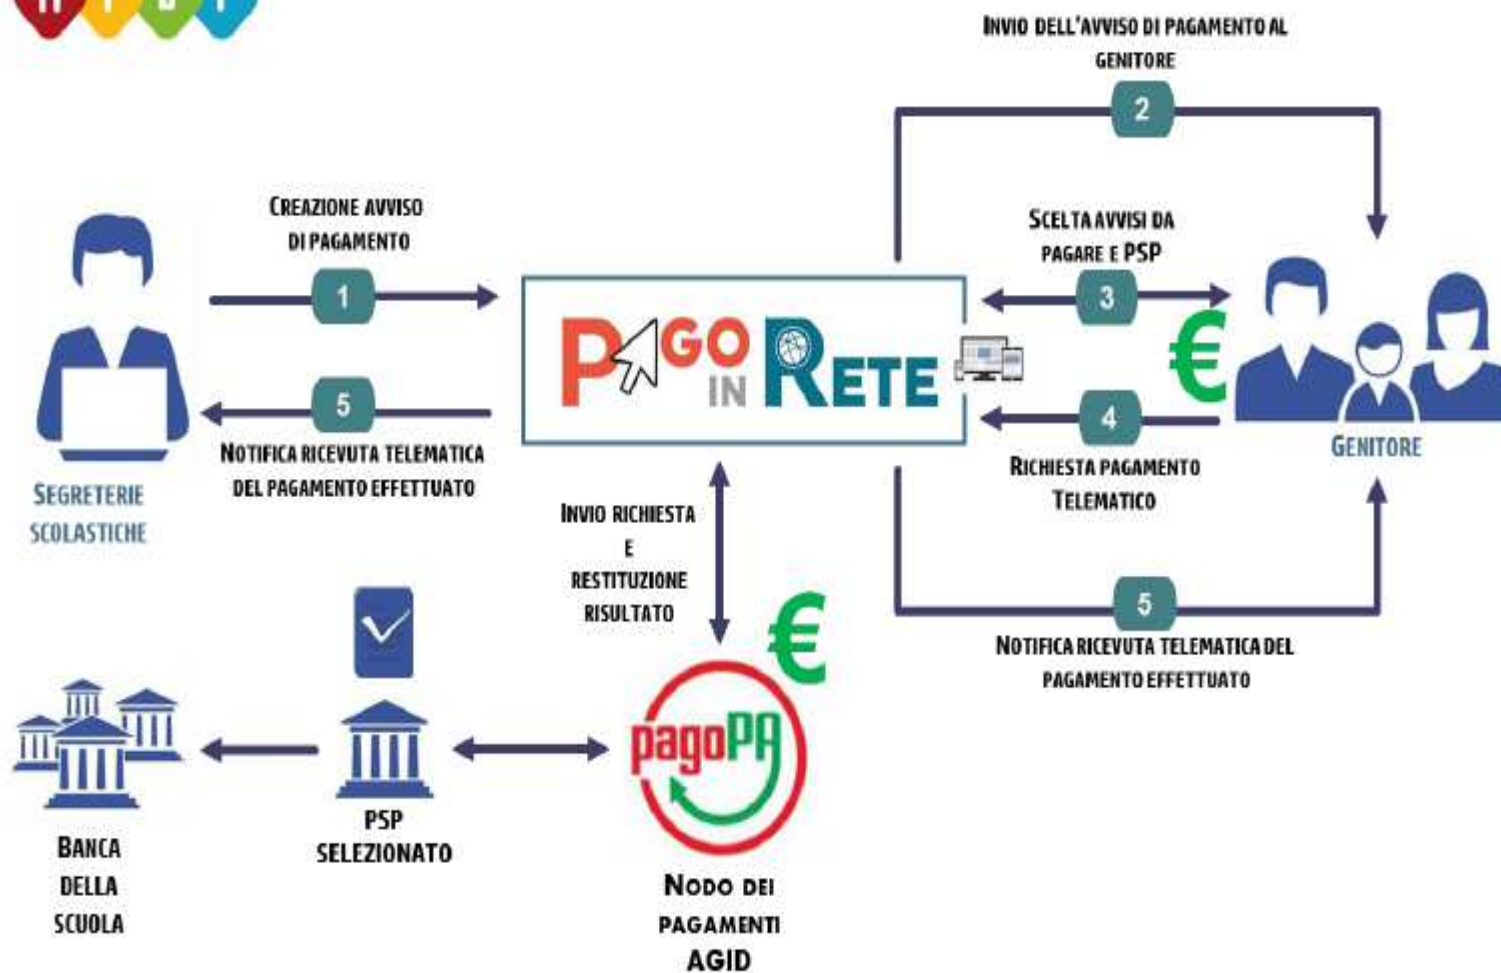 INVIO DELL'AVVISO DI PAGAMENTO AL
GENITORE
2
CREAZIONE AVVISO
DI PAGAMENTO
1
SCELTA AVVISI DA
PAGARE E PSP
3
PAGO
IN RETE
€
5
NOTIFICA RICEVUTA TELEMATICA
DEL PAGAMENTO EFFETTUATO
4
RICHIESTA PAGAMENTO
TELEMATICO
GENITORE
SEGRETERIE
SCOLASTICHE
INVIO RICHIESTA
E
RESTITUZIONE
RISULTATO
€
5
NOTIFICA RICEVUTA TELEMATICA DEL
PAGAMENTO EFFETTUATO
pagoPA
PSP
SELEZIONATO
BANCA
DELLA
SCUOLA
NODO DEI
PAGAMENTI
AGID